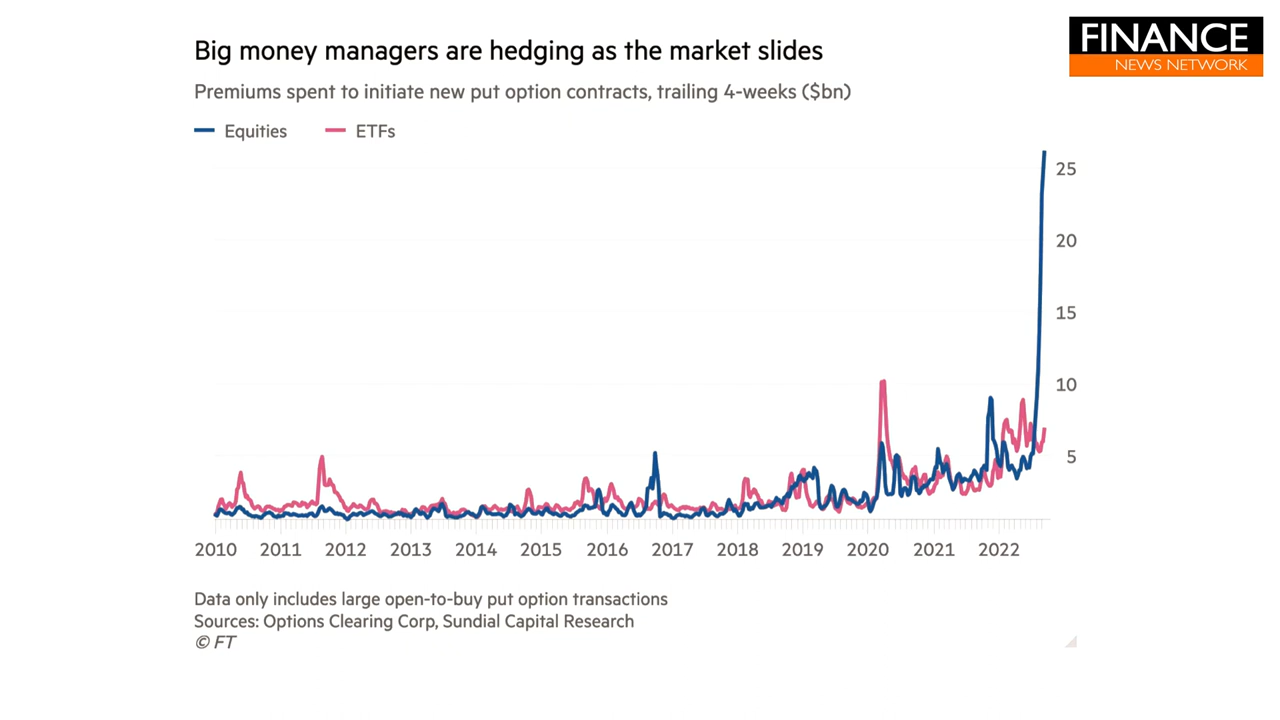 FINANCE
NEWS NETWORK
Big money managers are hedging as the market slides
Premiums spent to initiate new put option contracts, trailing 4-weeks ($bn)
Equities ETFs
25
20
15
10
5
2010 2011 2012 2013 2014 2015 2016 2017 2018 2019 2020 2021 2022
Data only includes large open-to-buy put option transactions
Sources: Options Clearing Corp, Sundial Capital Research
© FT